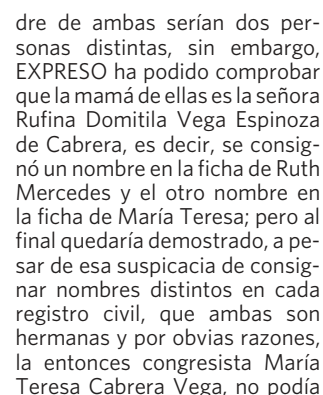 dre de ambas serían dos per-
sonas distintas, sin embargo,
EXPRESO ha podido comprobar
que la mamá de ellas es la señora
Rufina Domitila Vega Espinoza
de Cabrera, es decir, se consig-
nó un nombre en la ficha de Ruth
Mercedes y el otro nombre en
la ficha de María Teresa; pero al
final quedaría demostrado, a pe-
sar de esa suspicacia de consig-
nar nombres distintos en cada
registro civil, que ambas son
hermanas y por obvias razones,
la entonces congresista María
Teresa Cabrera Vega, no podía